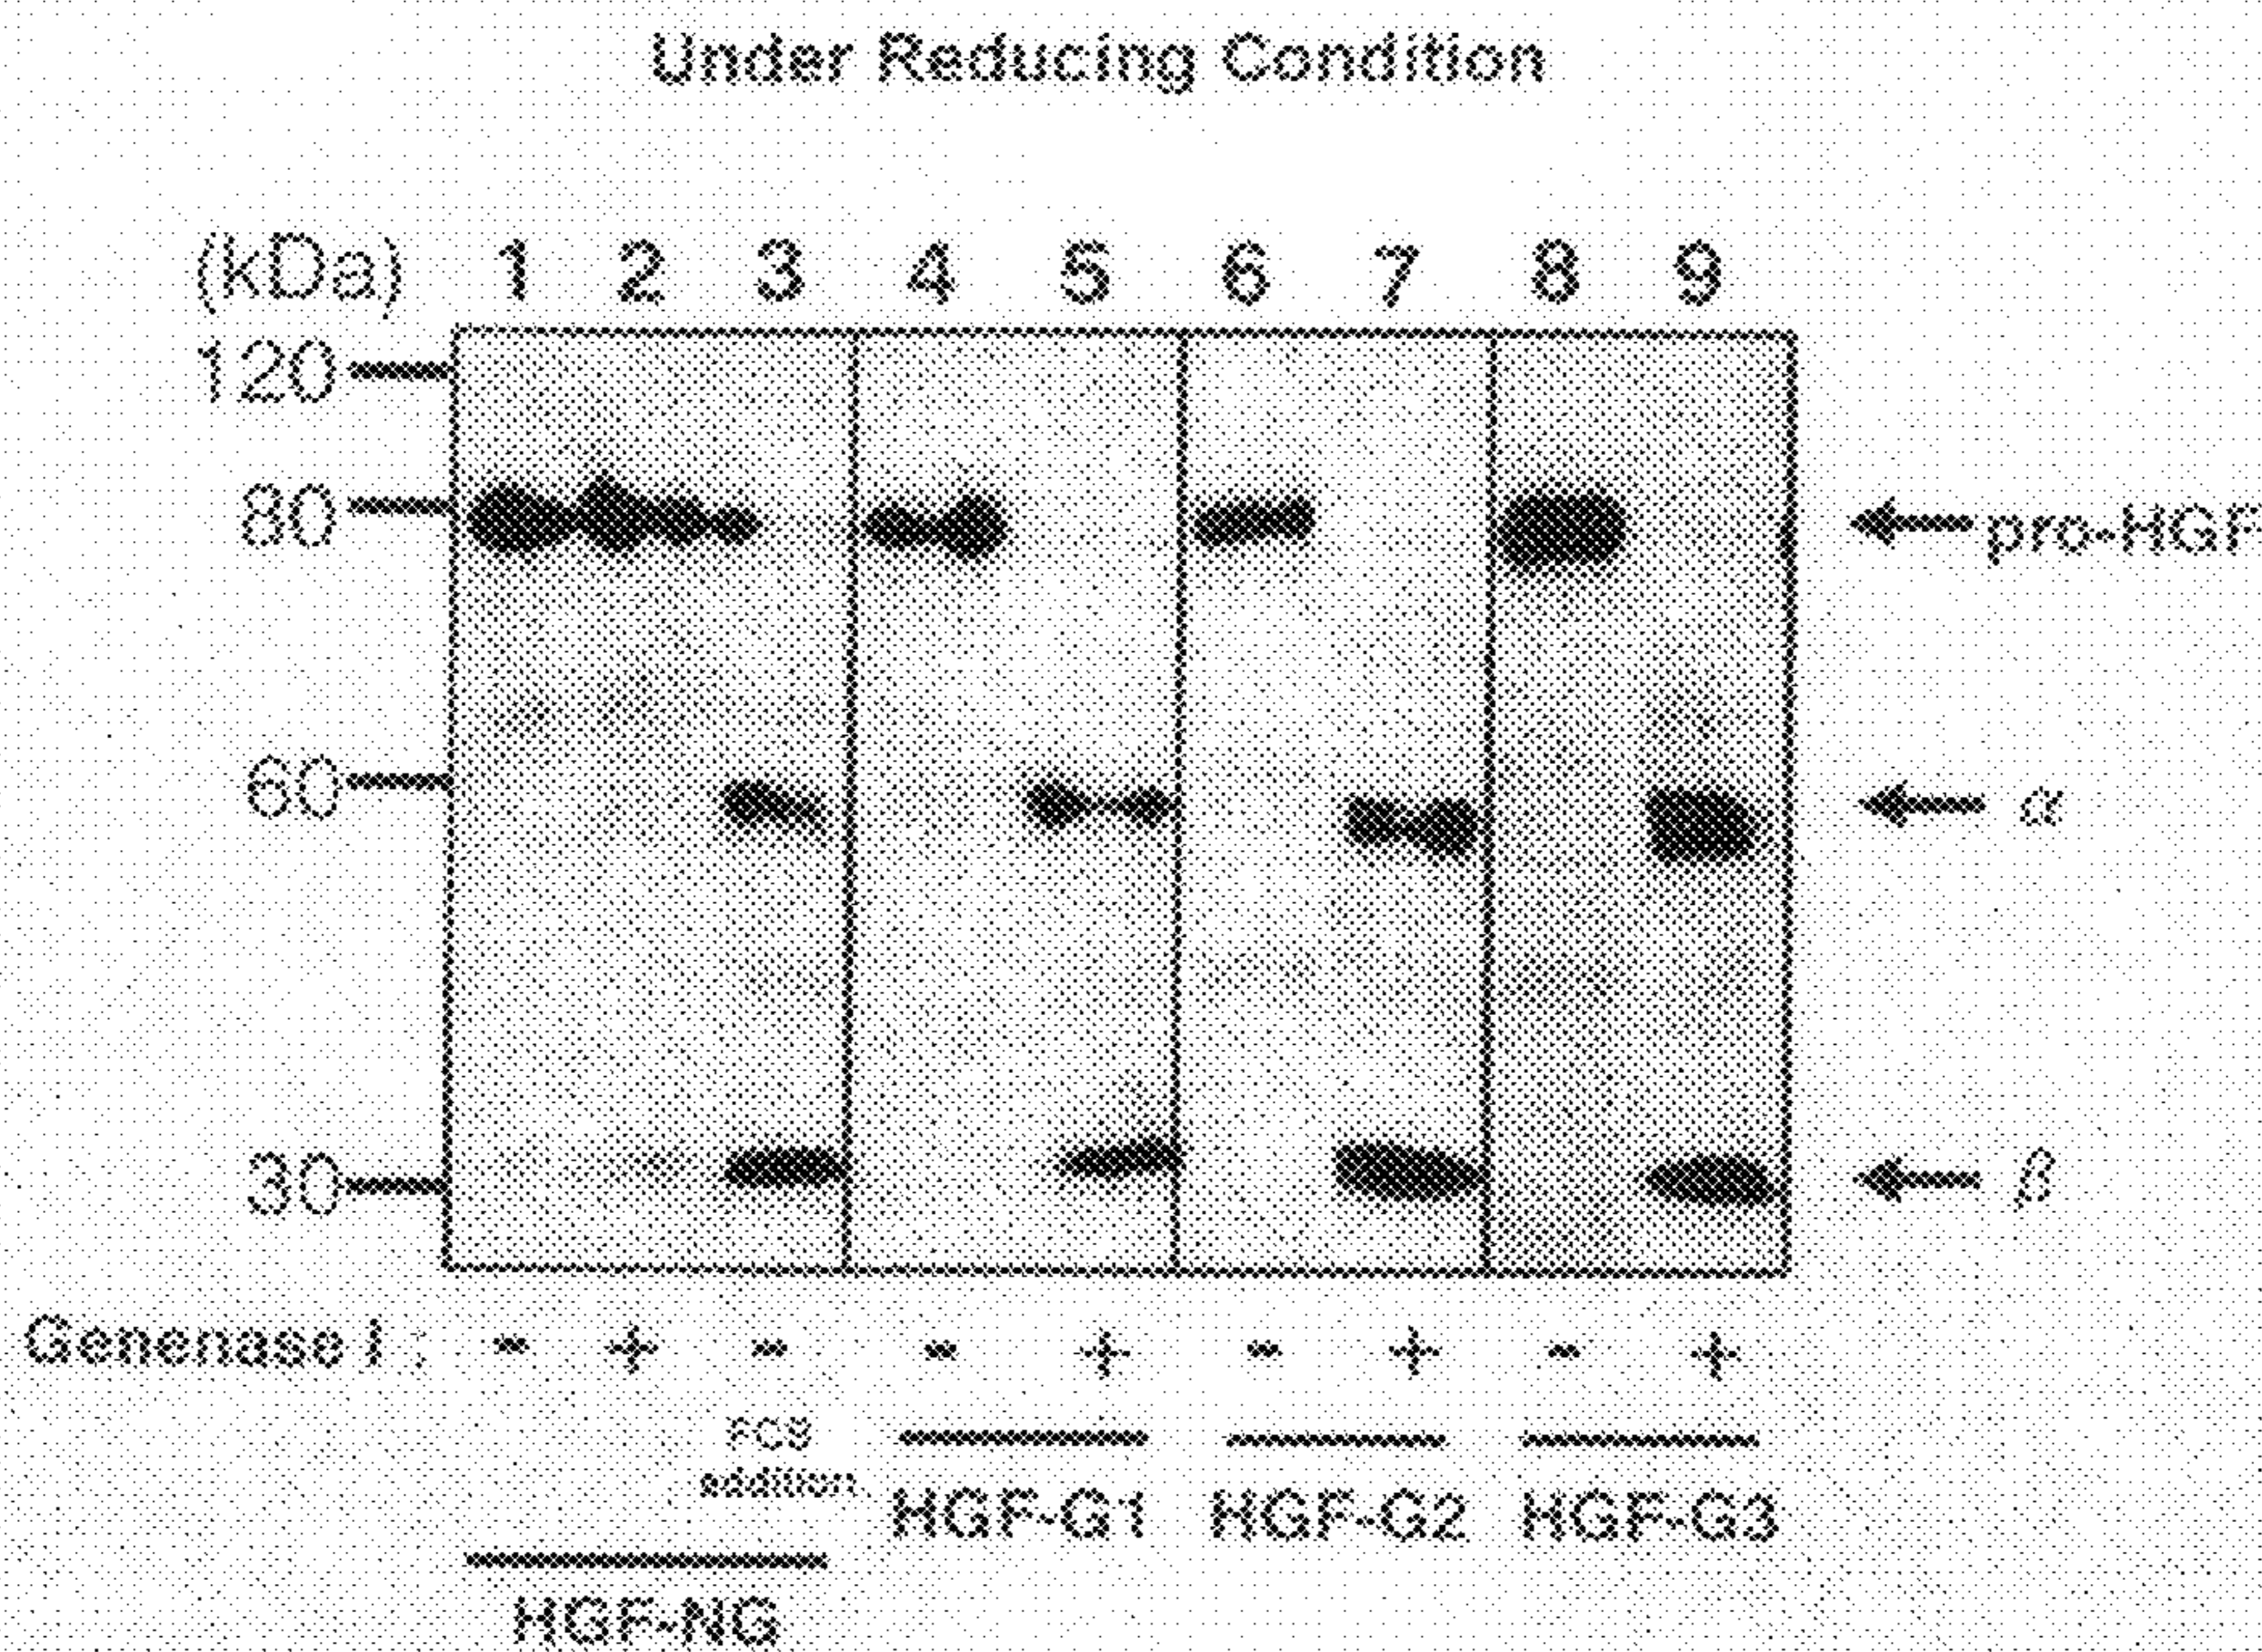 Under Reducing Condition
(kDa) 1 2 3 4 5 6 7 8 9
120
80 pro-HGF
60 α
30 β
Genenase I : - + - - + - + - +
FCS
addition
HGF-G1 HGF-G2 HGF-G3
HGF-NG